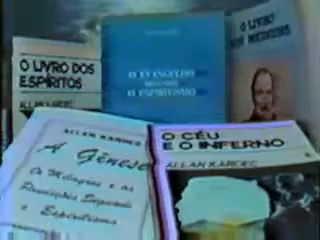 O LIVRO DOS
ESPÍRITOS
ALLAN KARDEC
O EVANGELHO
SEGUNDO
O ESPIRITISMO
O LIVRO
DOS MÉDIUNS
ALLAN KARDEC
A Gênese
Os Milagres e as
Predições Segundo
o Espiritismo
O CÉU
E O INFERNO
ALLAN KARDEC